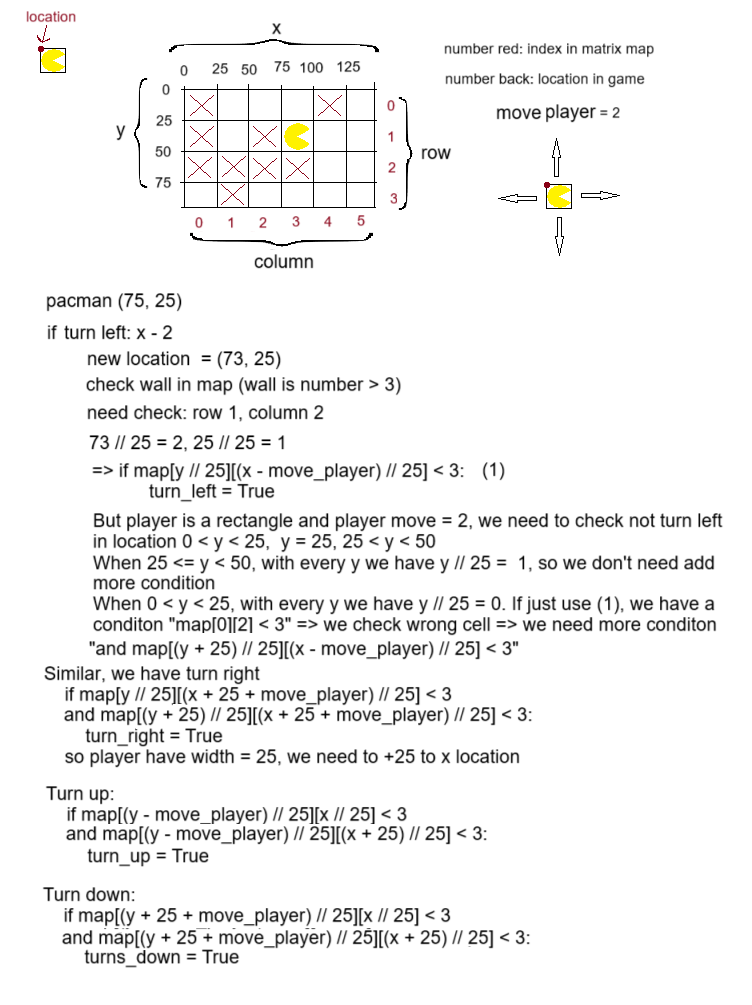 location
x
number red: index in matrix map
0 25 50 75 100 125
number back: location in game
0
0
move player = 2
25
1
y
50
row
2
75
3
0 1 2 3 4 5
column
pacman (75, 25)
if turn left: x - 2
new location = (73, 25)
check wall in map (wall is number > 3)
need check: row 1, column 2
73 // 25 = 2, 25 // 25 = 1
=> if map[y // 25][(x - move_player) // 25] < 3: (1)
turn_left = True
But player is a rectangle and player move = 2, we need to check not turn left
in location 0 < y < 25, y = 25, 25 < y < 50
When 25 <= y < 50, with every y we have y // 25 = 1, so we don't need add
more condition
When 0 < y < 25, with every y we have y // 25 = 0. If just use (1), we have a
conditon "map[0][2] < 3" => we check wrong cell => we need more conditon
"and map[(y + 25) // 25][(x - move_player) // 25] < 3"
Similar, we have turn right
if map[y // 25][(x + 25 + move_player) // 25] < 3
and map[(y + 25) // 25][(x + 25 + move_player) // 25] < 3:
turn_right = True
so player have width = 25, we need to +25 to x location
Turn up:
if map[(y - move_player) // 25][x // 25] < 3
and map[(y - move_player) // 25][(x + 25) // 25] < 3:
turn_up = True
Turn down:
if map[(y + 25 + move_player) // 25][x // 25] < 3
and map[(y + 25 + move_player) // 25][(x + 25) // 25] < 3:
turns_down = True